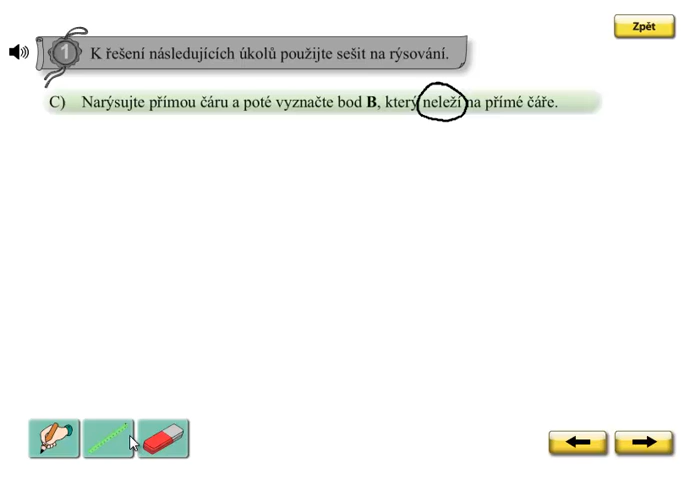 Zpět
1 K řešení následujících úkolů použijte sešit na rýsování.
C) Narýsujte přímou čáru a poté vyznačte bod B, který neleží na přímé čáře.